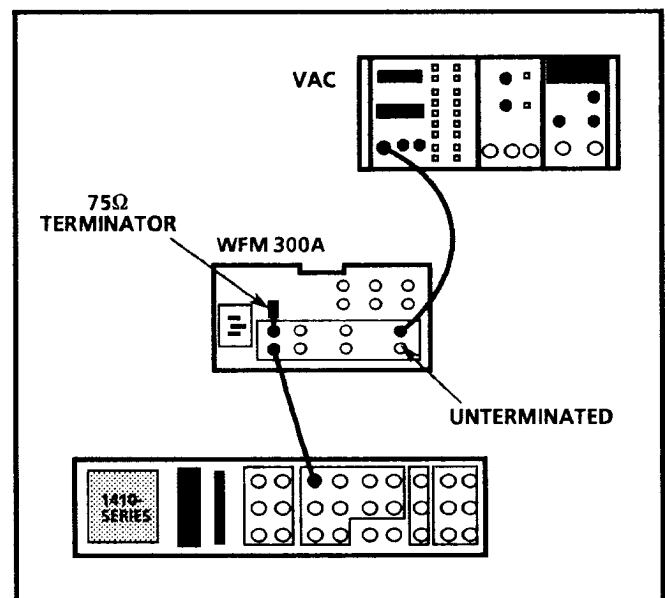 VAC
75Ω
TERMINATOR
WFM 300A
UNTERMINATED
1410-
SERIES